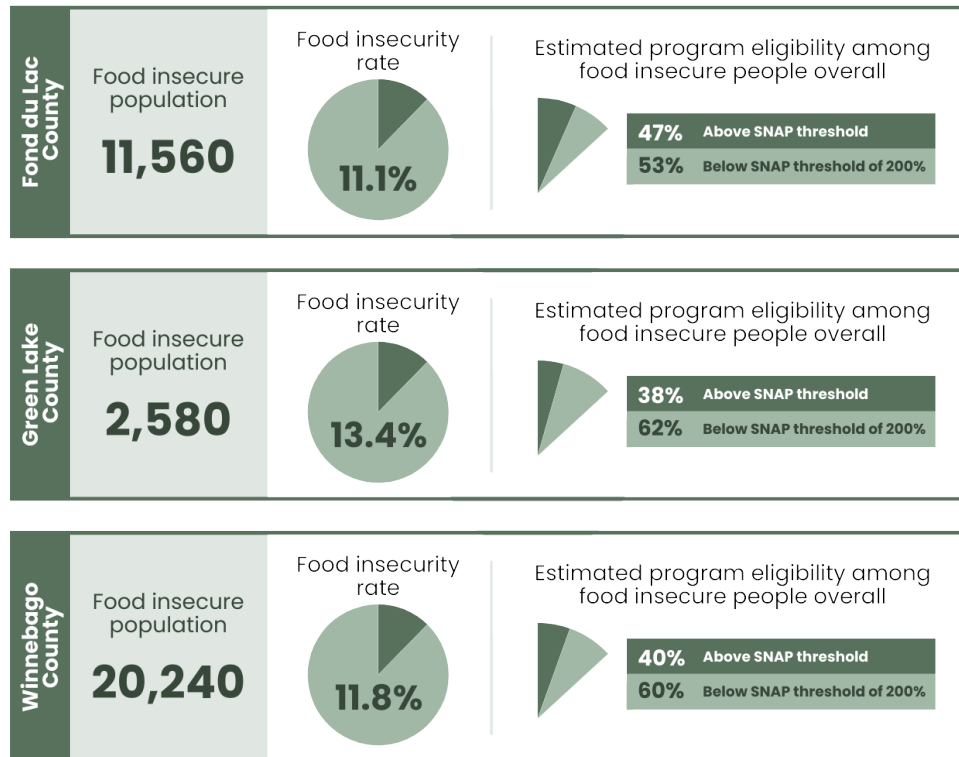 Fond du Lac
County
Food insecure
population
11,560
Food insecurity
rate
11.1%
Estimated program eligibility among
food insecure people overall
47% Above SNAP threshold
53% Below SNAP threshold of 200%
Green Lake
County
Food insecure
population
2,580
Food insecurity
rate
13.4%
Estimated program eligibility among
food insecure people overall
38% Above SNAP threshold
62% Below SNAP threshold of 200%
Winnebago
County
Food insecure
population
20,240
Food insecurity
rate
11.8%
Estimated program eligibility among
food insecure people overall
40% Above SNAP threshold
60% Below SNAP threshold of 200%